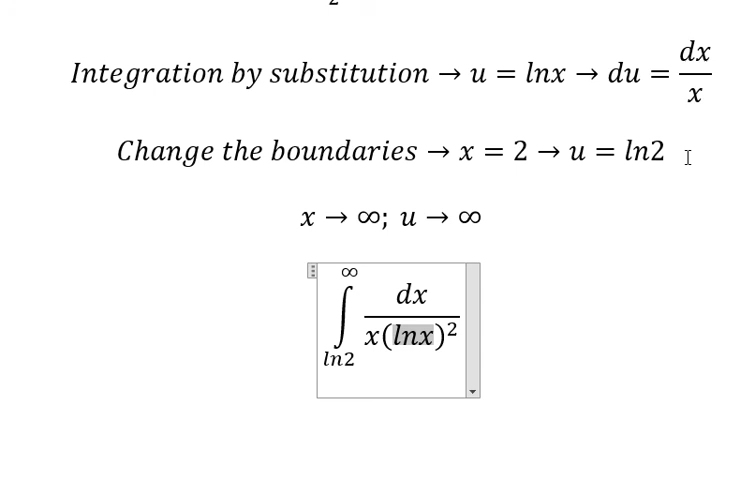 Integration by substitution → u = lnx → du = dx/x
Change the boundaries → x = 2 → u = ln2
x → ∞; u → ∞
∫_{ln2}^{∞} dx/(x(lnx)²)